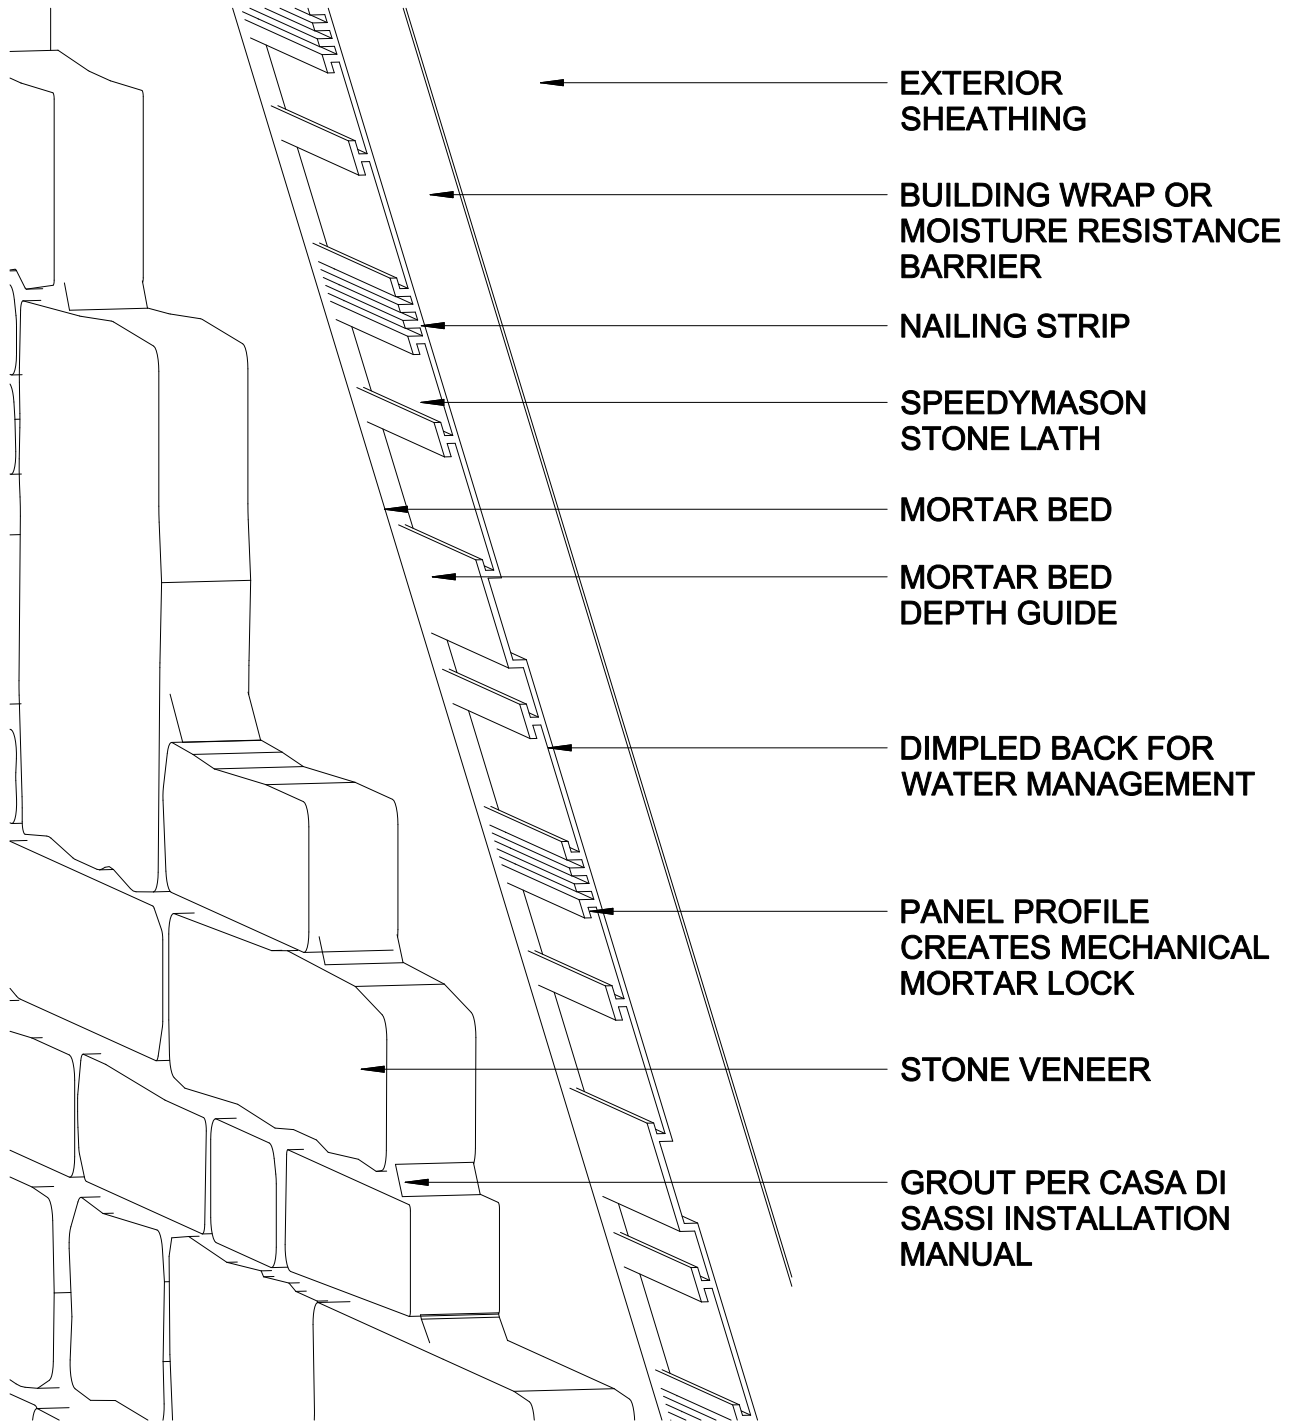 EXTERIOR
SHEATHING
BUILDING WRAP OR
MOISTURE RESISTANCE
BARRIER
NAILING STRIP
SPEEDYMASON
STONE LATH
MORTAR BED
MORTAR BED
DEPTH GUIDE
DIMPLED BACK FOR
WATER MANAGEMENT
PANEL PROFILE
CREATES MECHANICAL
MORTAR LOCK
STONE VENEER
GROUT PER CASA DI
SASSI INSTALLATION
MANUAL